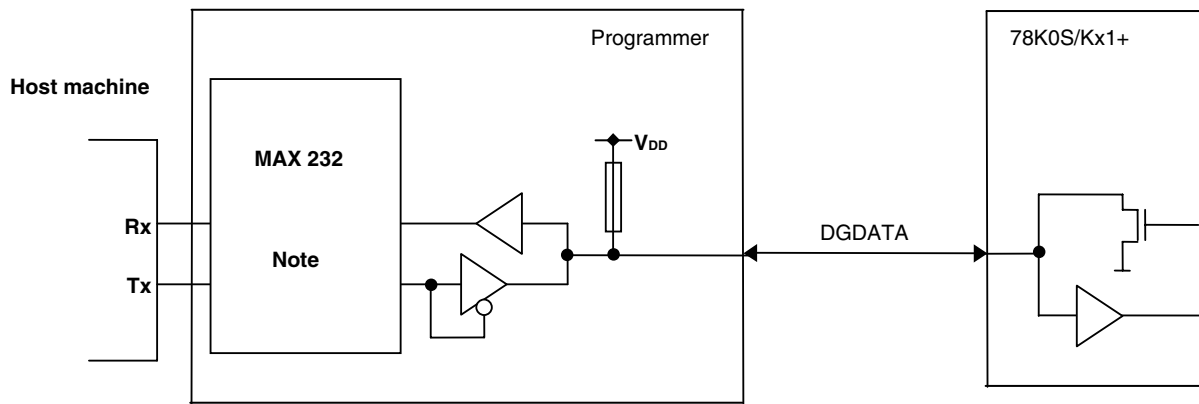 Programmer
78K0S/Kx1+
Host machine
VDD
MAX 232
Rx
DGDATA
Note
Tx